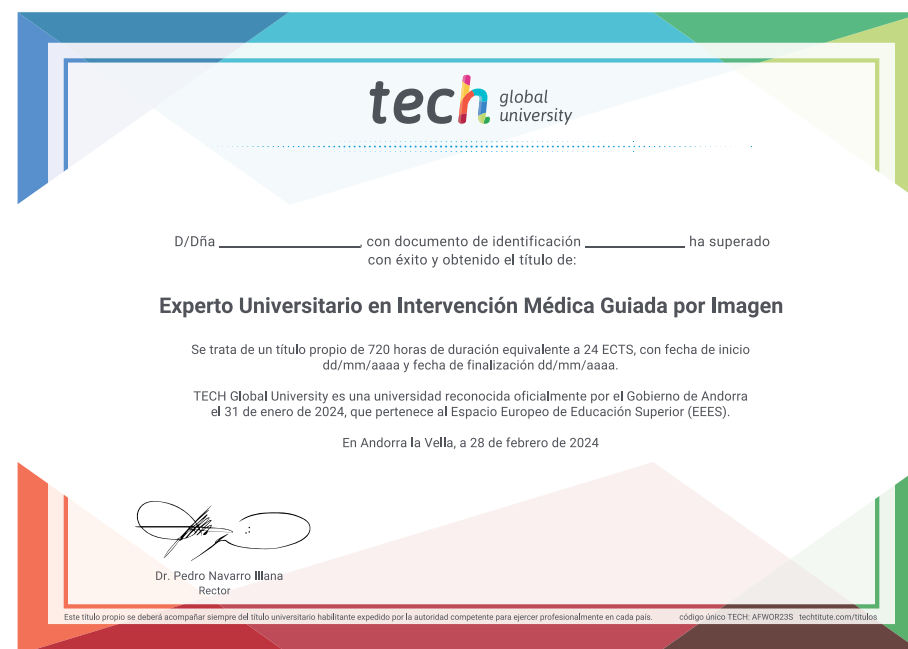 tech global
university
D/Dña ______________, con documento de identificación ____________ ha superado
con éxito y obtenido el título de:
Experto Universitario en Intervención Médica Guiada por Imagen
Se trata de un título propio de 720 horas de duración equivalente a 24 ECTS, con fecha de inicio
dd/mm/aaaa y fecha de finalización dd/mm/aaaa.
TECH Global University es una universidad reconocida oficialmente por el Gobierno de Andorra
el 31 de enero de 2024, que pertenece al Espacio Europeo de Educación Superior (EEES).
En Andorra la Vella, a 28 de febrero de 2024
Dr. Pedro Navarro Illana
Rector
Este título propio se deberá acompañar siempre del título universitario habilitante expedido por la autoridad competente para ejercer profesionalmente en cada país. código único TECH: AFWOR23S techtitute.com/titulos